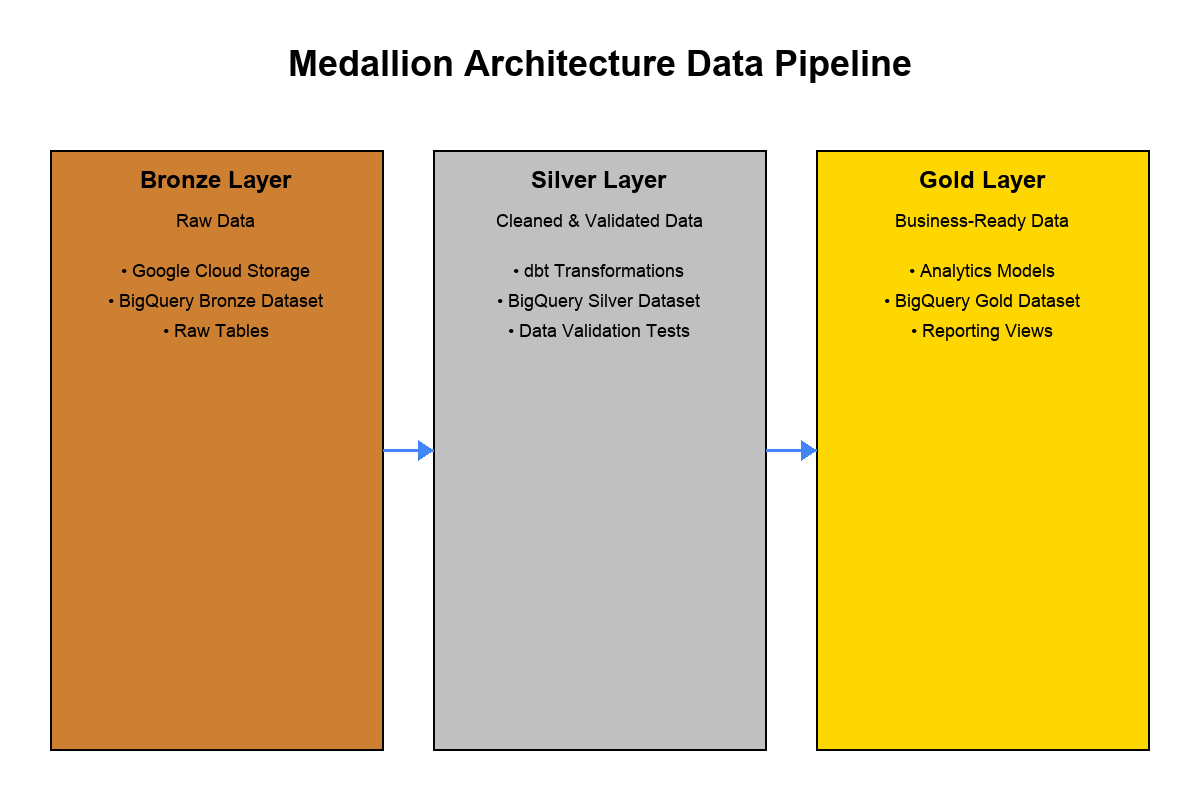 Medallion Architecture Data Pipeline
Bronze Layer
Raw Data
• Google Cloud Storage
• BigQuery Bronze Dataset
• Raw Tables
Silver Layer
Cleaned & Validated Data
• dbt Transformations
• BigQuery Silver Dataset
• Data Validation Tests
Gold Layer
Business-Ready Data
• Analytics Models
• BigQuery Gold Dataset
• Reporting Views